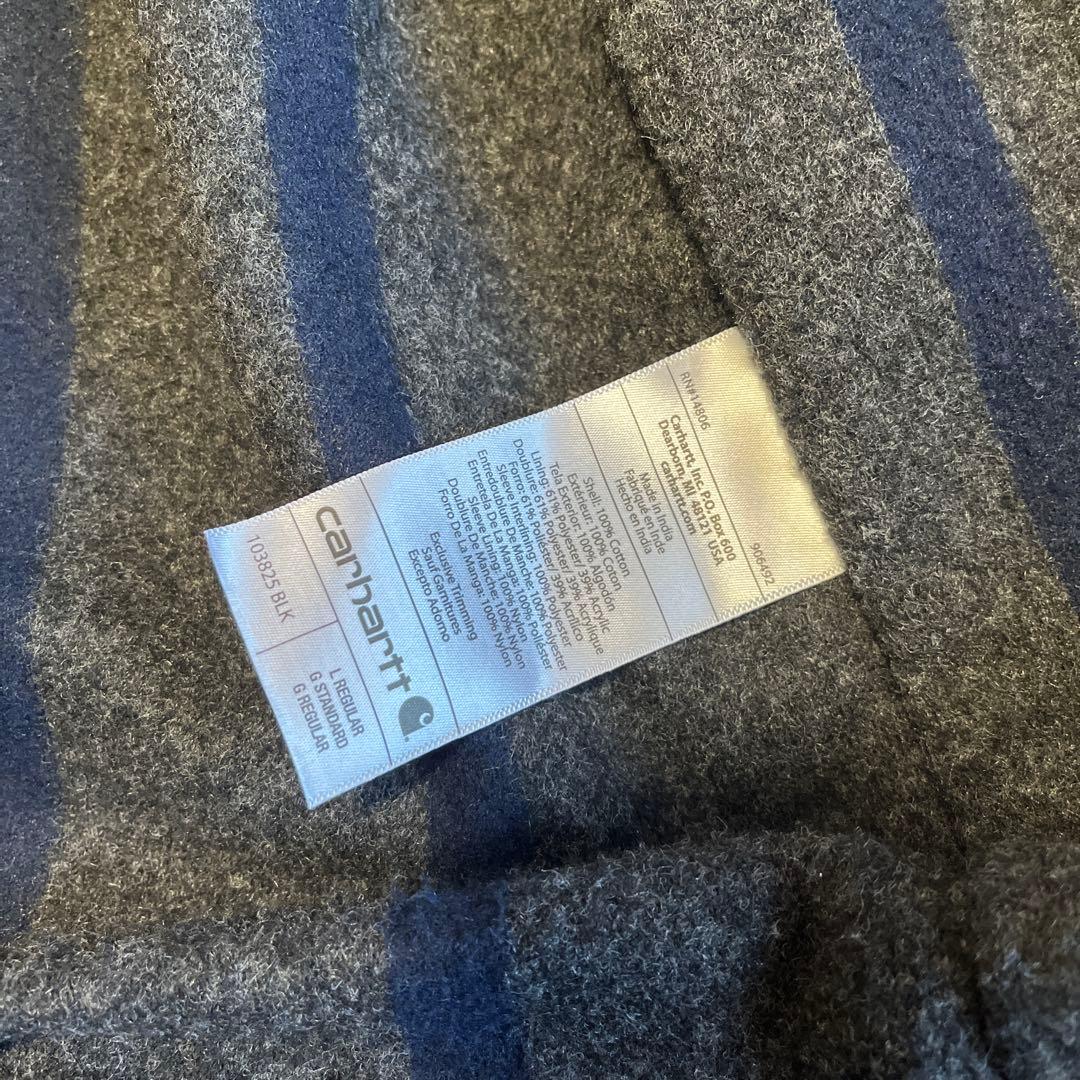 103825 BLK
L REGULAR
G STANDARD
G REGULAR
carhartt
Exclusive Trimming
Sauf Garnitures
Excepto Adorno
Shell: 100% Cotton
Extérieur: 100% Coton
Tela Exterior: 100% Algodón
Lining: 61% Polyester/ 39% Acrylic
Doublure: 61% Polyester/ 39% Acrylique
Forro: 61% Poliéster/ 39% Acrílico
Sleeve Interlining: 100% Polyester
Entredoublure De Manche: 100% Polyester
Entretela De La Manga: 100% Poliéster
Sleeve Lining: 100% Nylon
Doublure De Manche: 100% Nylon
Forro De La Manga: 100% Nylon
Made in India
Fabriqué en Inde
Hecho en India
Carhartt, Inc. P.O. Box 600
Dearborn, MI 48121 USA
carhartt.com
RN#14806
906492